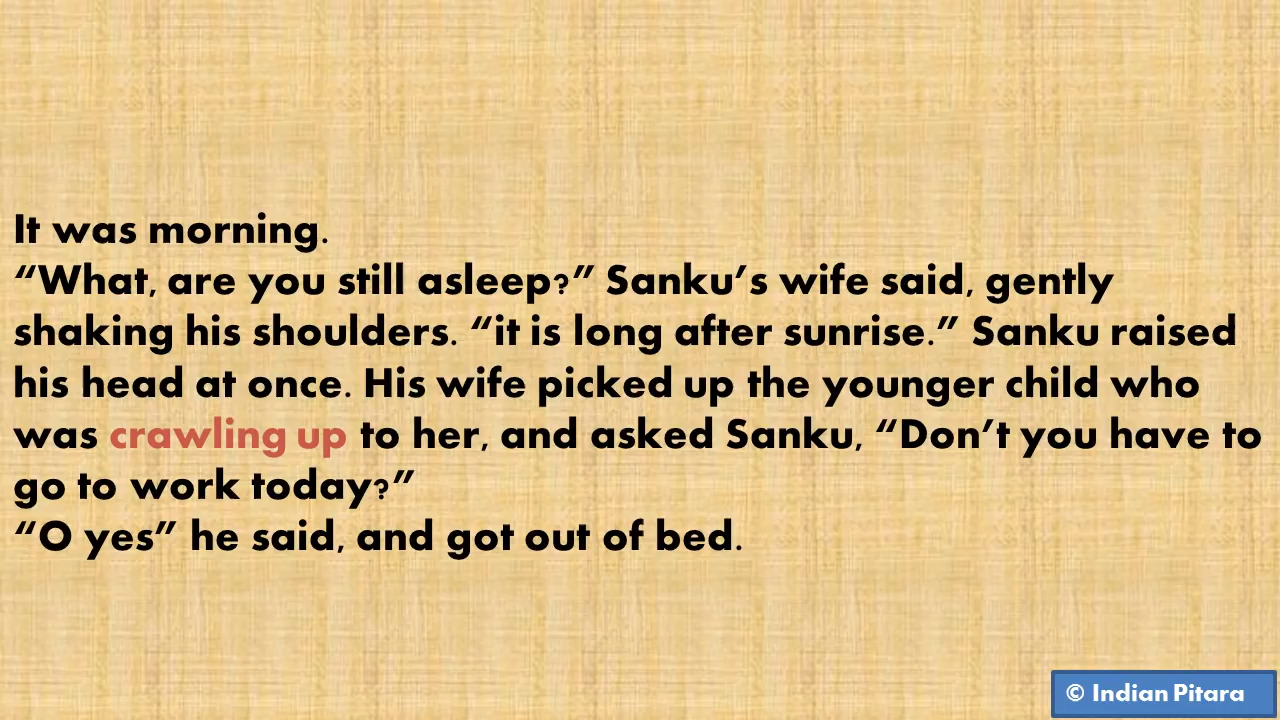 It was morning.
“What, are you still asleep?” Sanku’s wife said, gently
shaking his shoulders. “it is long after sunrise.” Sanku raised
his head at once. His wife picked up the younger child who
was crawling up to her, and asked Sanku, “Don’t you have to
go to work today?”
“O yes” he said, and got out of bed.
© Indian Pitara